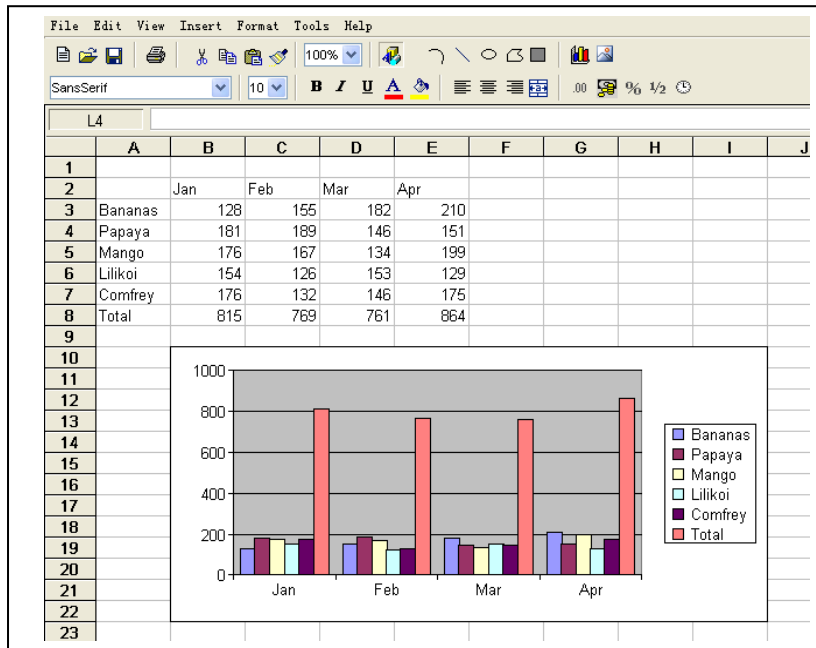 File Edit View Insert Format Tools Help
100%
SansSerif 10 B I U A .00 % 1/2
L4
A B C D E F G H I J
1
2 Jan Feb Mar Apr
3 Bananas 128 155 182 210
4 Papaya 181 189 146 151
5 Mango 176 167 134 199
6 Lilikoi 154 126 153 129
7 Comfrey 176 132 146 175
8 Total 815 769 761 864
9
10
11
12
13
14
15
16
17
18
19
20
21
22
23
1000
800
600
400
200
0
Jan Feb Mar Apr
Bananas
Papaya
Mango
Lilikoi
Comfrey
Total